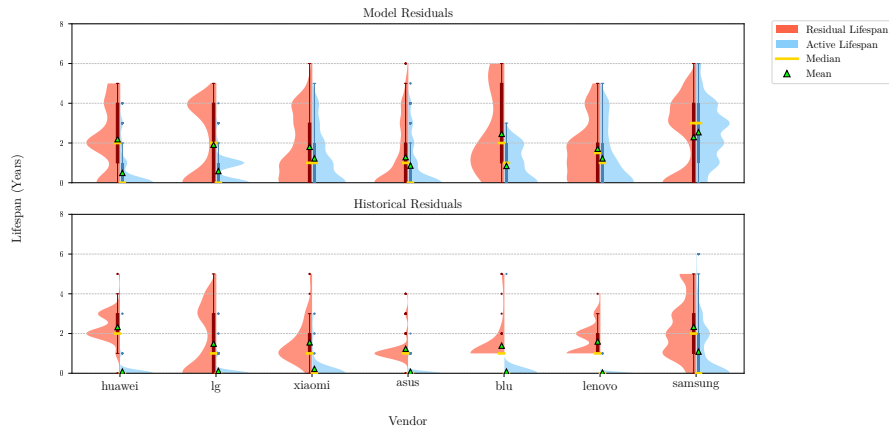 Model Residuals
8
6
4
2
0
Residual Lifespan
Active Lifespan
Median
Mean
Lifespan (Years)
Historical Residuals
8
6
4
2
0
huawei lg xiaomi asus blu lenovo samsung
Vendor